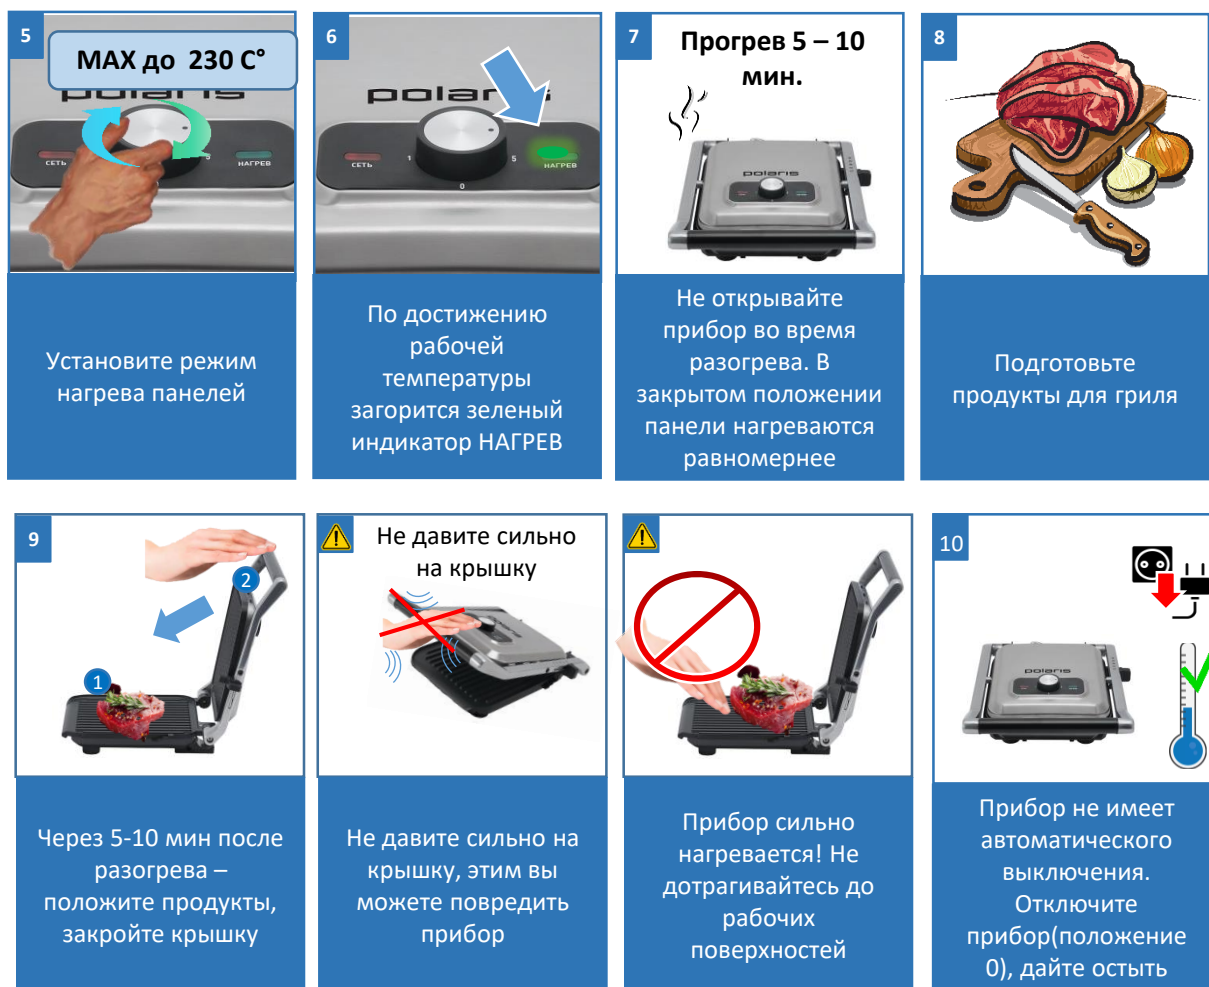 5
MAX до 230 C°
polaris
СЕТЬ
5
НАГРЕВ
Установите режим
нагрева панелей
6
polaris
СЕТЬ
1
5
НАГРЕВ
0
По достижению
рабочей
температуры
загорится зеленый
индикатор НАГРЕВ
7
Прогрев 5 – 10
мин.
polaris
Не открывайте
прибор во время
разогрева. В
закрытом положении
панели нагреваются
равномернее
8
Подготовьте
продукты для гриля
9
2
1
Через 5-10 мин после
разогрева –
положите продукты,
закройте крышку
Не давите сильно
на крышку
Не давите сильно на
крышку, этим вы
можете повредить
прибор
Прибор сильно
нагревается! Не
дотрагивайтесь до
рабочих
поверхностей
10
polaris
Прибор не имеет
автоматического
выключения.
Отключите
прибор(положение
0), дайте остыть